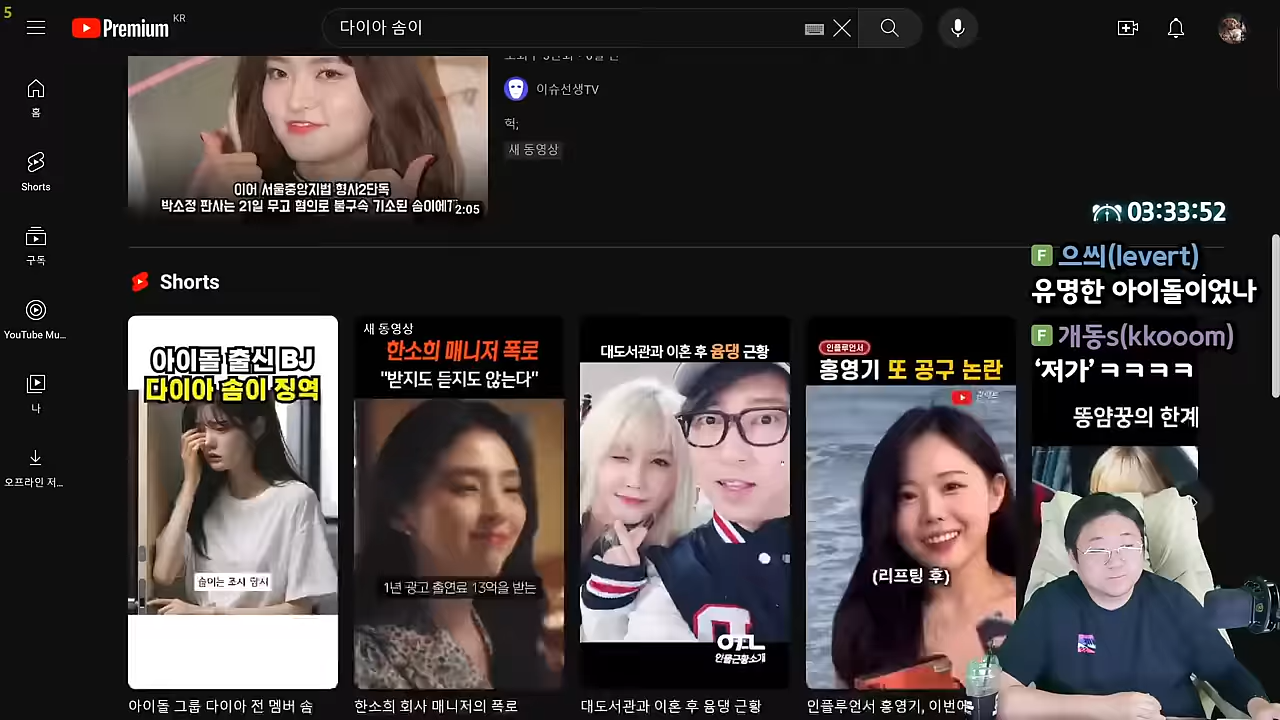 5
Premium KR
다이아 솜이
홈
Shorts
구독
YouTube Mu...
나
오프라인 저...
이슈선생TV
헉;
새 동영상
이어 서울중앙지법 형사2단독
박소정 판사는 21일 무고 혐의로 불구속 기소된 솜이에게
2:05
03:33:52
F 으씌(levert)
유명한 아이돌이었나
F 개동s(kkooom)
'저가' ㅋㅋㅋㅋ
똥얌꿍의 한계
Shorts
아이돌 출신 BJ
다이아 솜이 징역
솜이는 조사 당시
아이돌 그룹 다이아 전 멤버 솜
새 동영상
한소희 매니저 폭로
"받지도 듣지도 않는다"
1년 광고 출연료 13억을 받는
한소희 회사 매니저의 폭로
대도서관과 이혼 후 윰댕 근황
인물근황소개
대도서관과 이혼 후 윰댕 근황
인플루언서
홍영기 또 공구 논란
(리프팅 후)
인플루언서 홍영기, 이번에